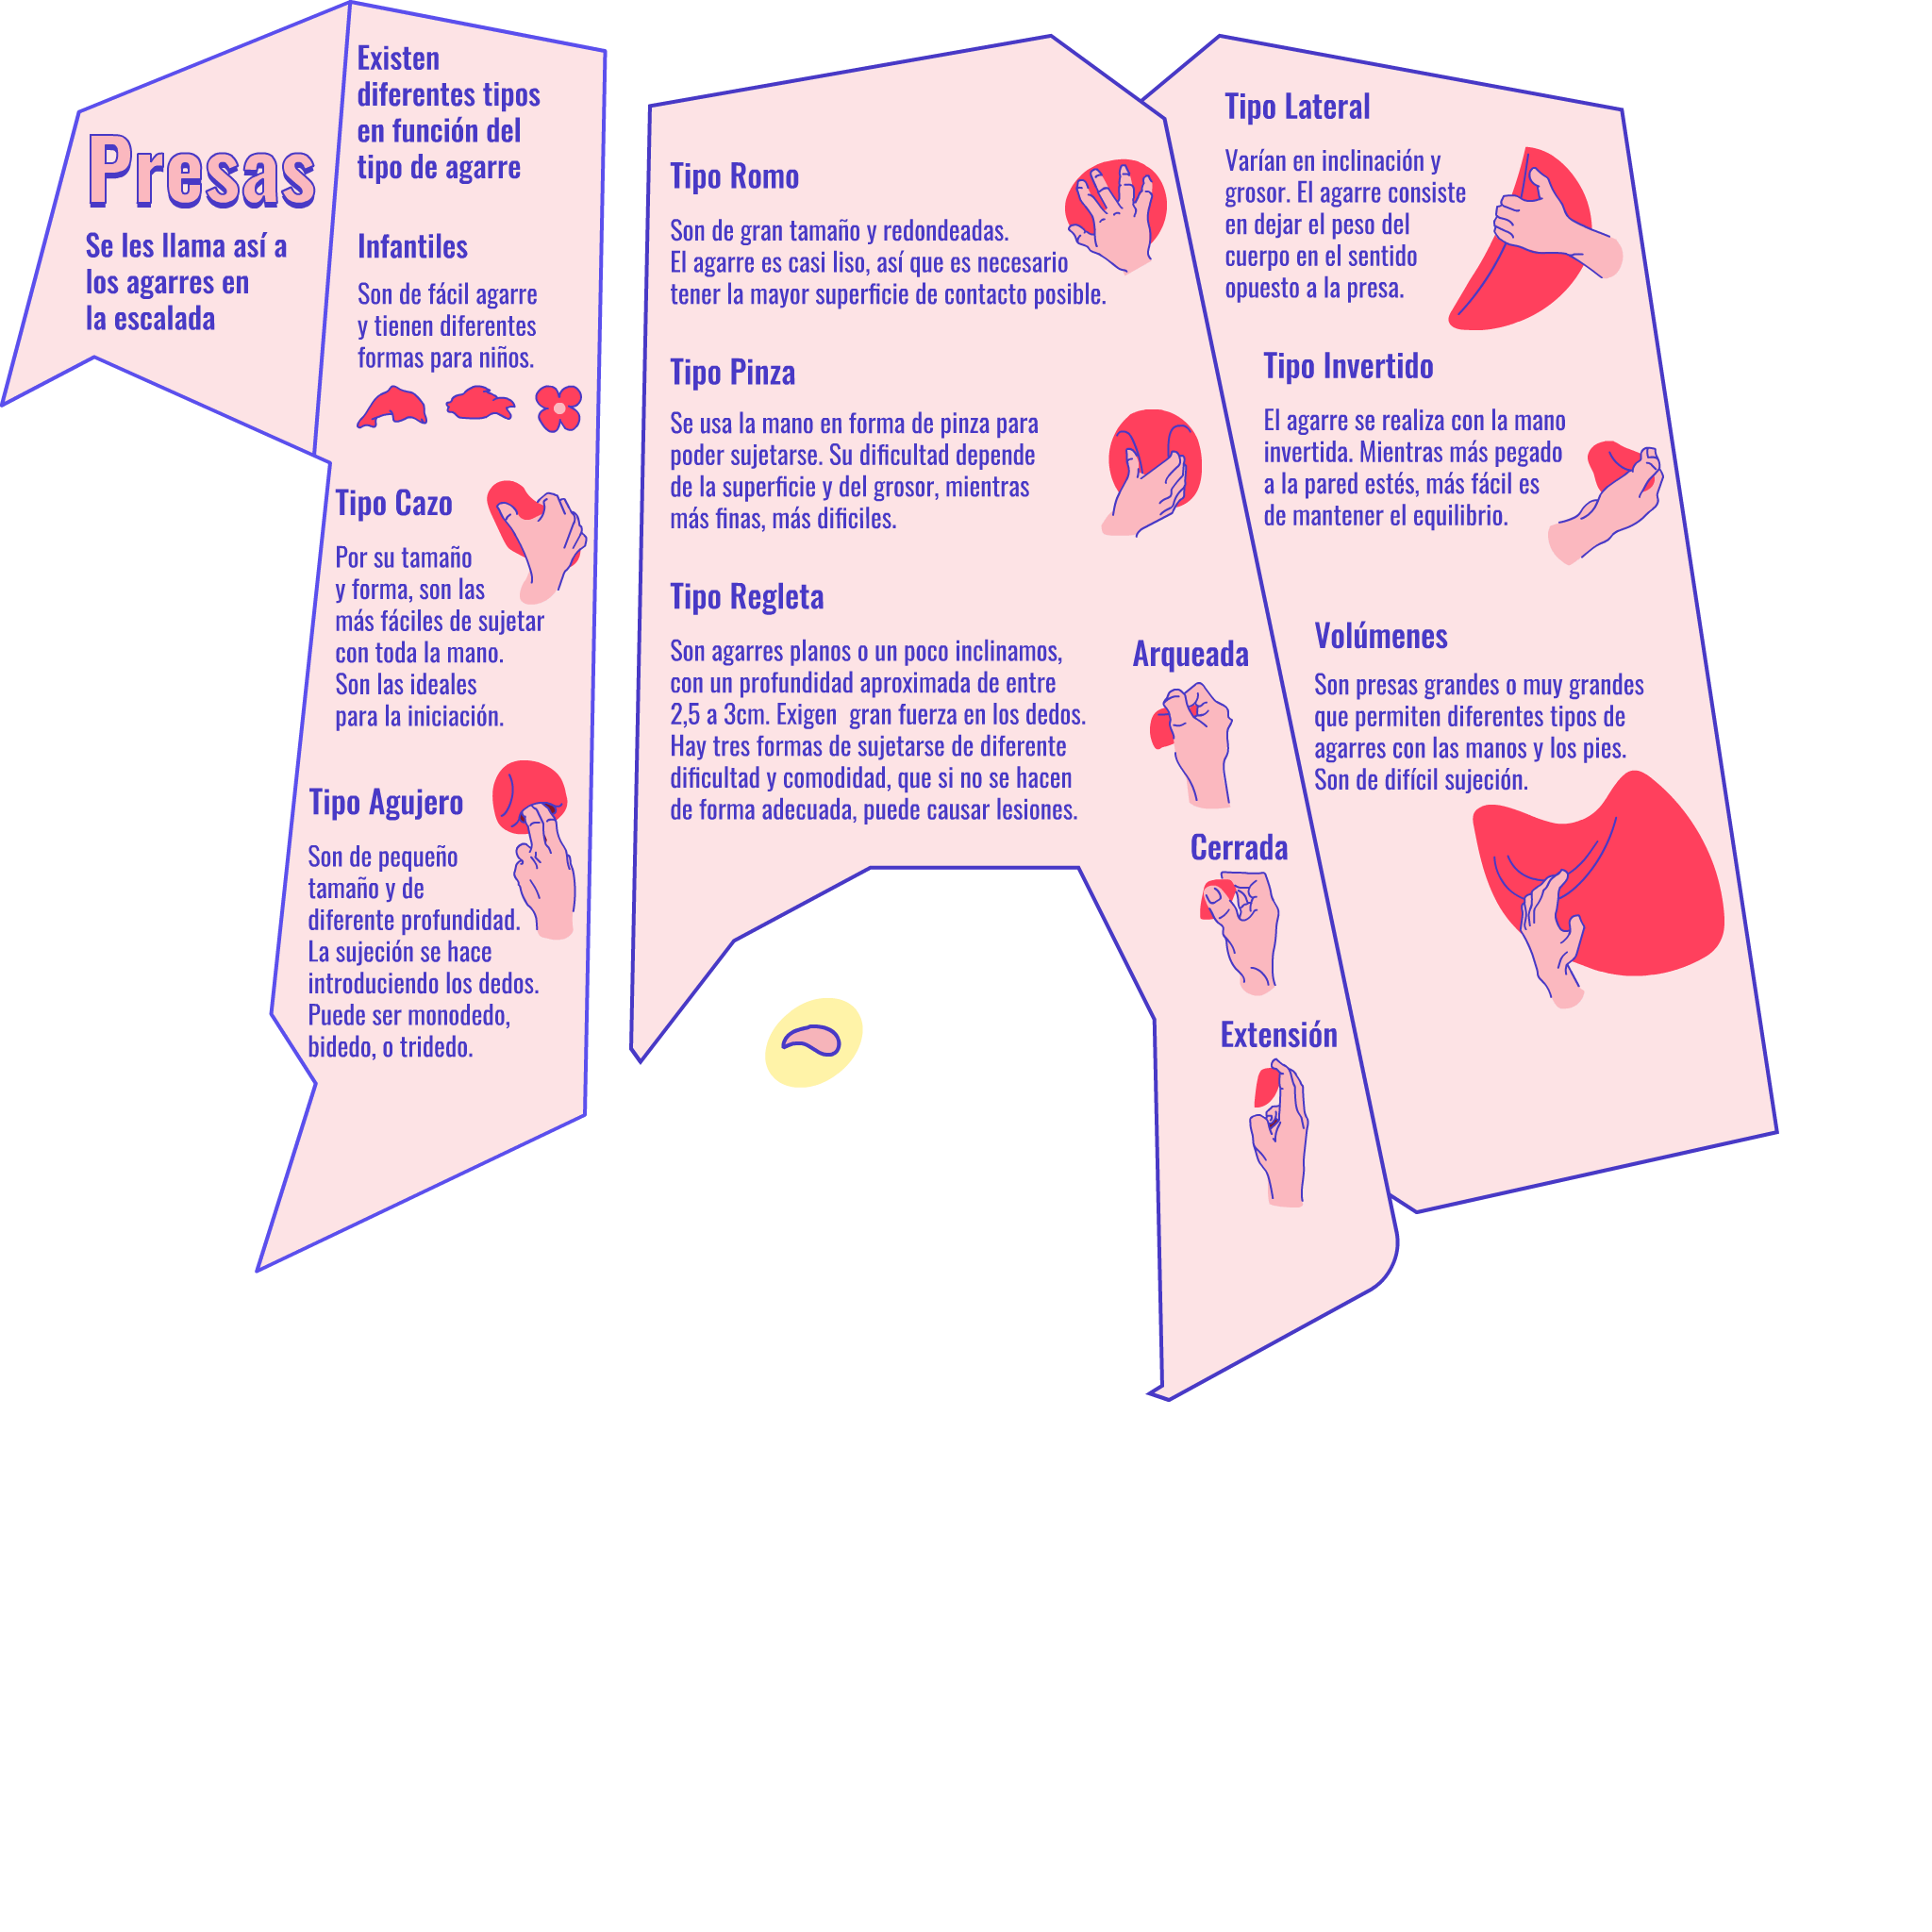 Presas
Se les llama así a
los agarres en
la escalada
Existen
diferentes tipos
en función del
tipo de agarre
Infantiles
Son de fácil agarre
y tienen diferentes
formas para niños.
Tipo Cazo
Por su tamaño
y forma, son las
más fáciles de sujetar
con toda la mano.
Son las ideales
para la iniciación.
Tipo Agujero
Son de pequeño
tamaño y de
diferente profundidad.
La sujeción se hace
introduciendo los dedos.
Puede ser monodedo,
bidedo, o tridedo.
Tipo Romo
Son de gran tamaño y redondeadas.
El agarre es casi liso, así que es necesario
tener la mayor superficie de contacto posible.
Tipo Pinza
Se usa la mano en forma de pinza para
poder sujetarse. Su dificultad depende
de la superficie y del grosor, mientras
más finas, más dificiles.
Tipo Regleta
Son agarres planos o un poco inclinamos,
con un profundidad aproximada de entre
2,5 a 3cm. Exigen  gran fuerza en los dedos.
Hay tres formas de sujetarse de diferente
dificultad y comodidad, que si no se hacen
de forma adecuada, puede causar lesiones.
Arqueada
Cerrada
Extensión
Tipo Lateral
Varían en inclinación y
grosor. El agarre consiste
en dejar el peso del
cuerpo en el sentido
opuesto a la presa.
Tipo Invertido
El agarre se realiza con la mano
invertida. Mientras más pegado
a la pared estés, más fácil es
de mantener el equilibrio.
Volúmenes
Son presas grandes o muy grandes
que permiten diferentes tipos de
agarres con las manos y los pies.
Son de difícil sujeción.